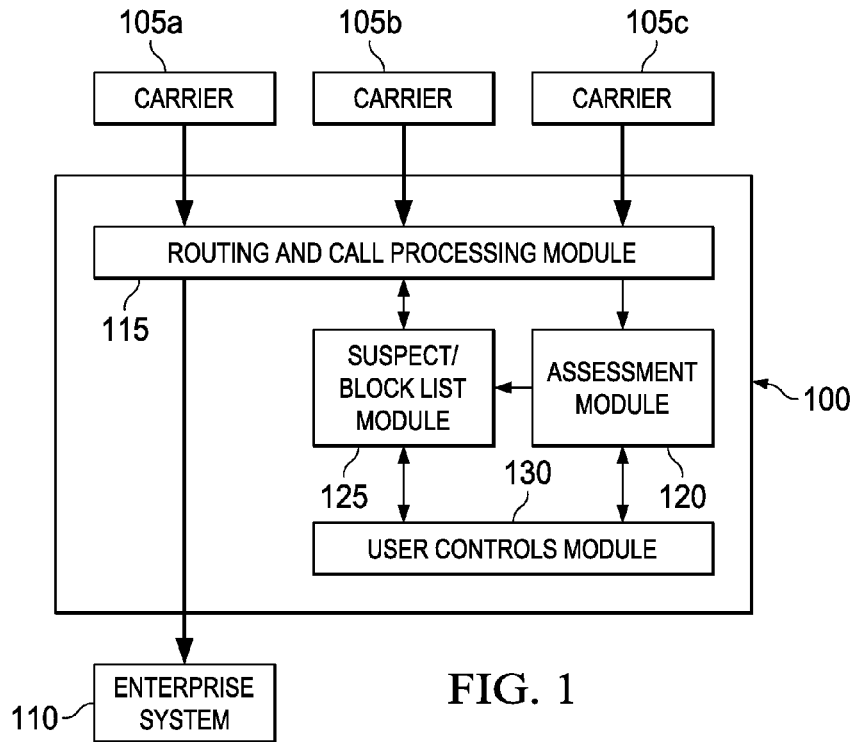 105a
105b
105c
CARRIER
CARRIER
CARRIER
ROUTING AND CALL PROCESSING MODULE
115
SUSPECT/
BLOCK LIST
MODULE
ASSESSMENT
MODULE
100
125
130
120
USER CONTROLS MODULE
110
ENTERPRISE
SYSTEM
FIG. 1